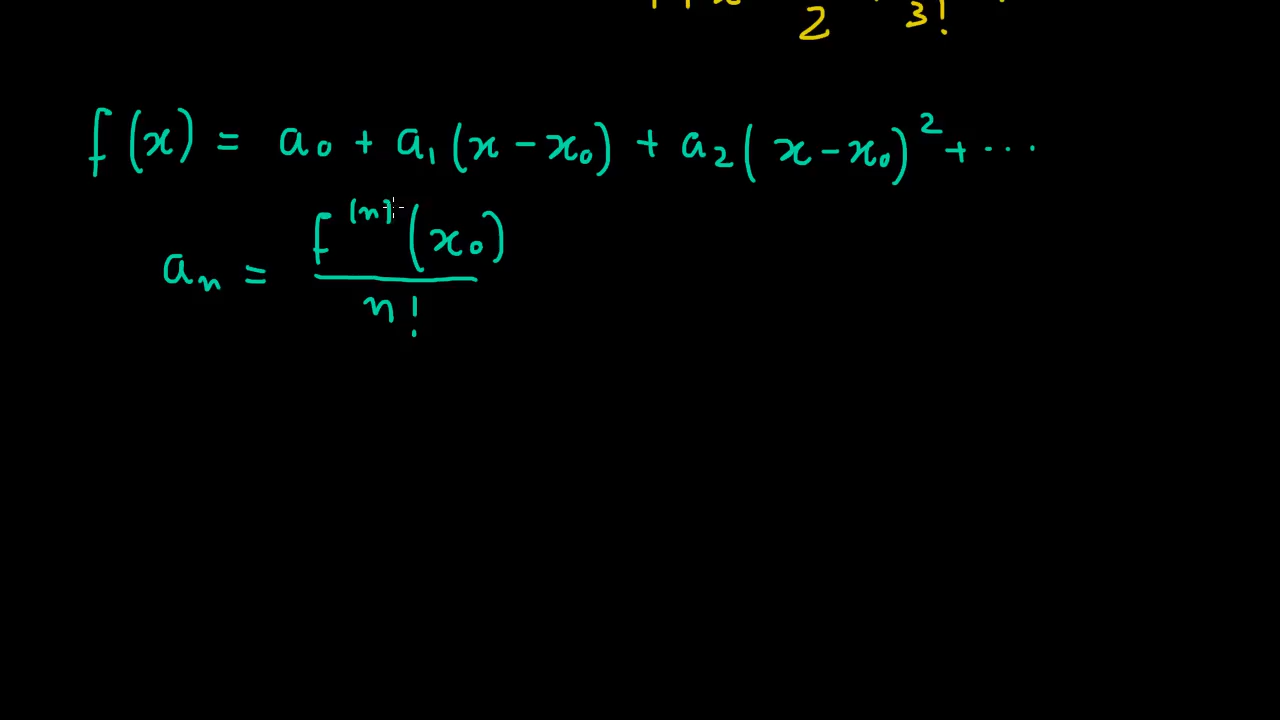 2 3!
f(x) = a₀ + a₁(x − x₀) + a₂(x − x₀)² + ⋯
aₙ = f⁽ⁿ⁾(x₀) / n!